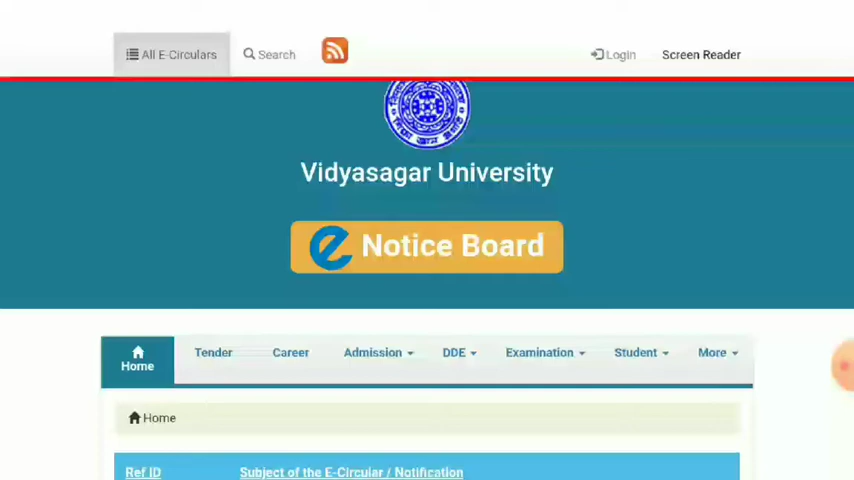 All E-Circulars Search Login Screen Reader
Vidyasagar University
e Notice Board
Home Tender Career Admission DDE Examination Student More
Home
Ref ID Subject of the E-Circular / Notification